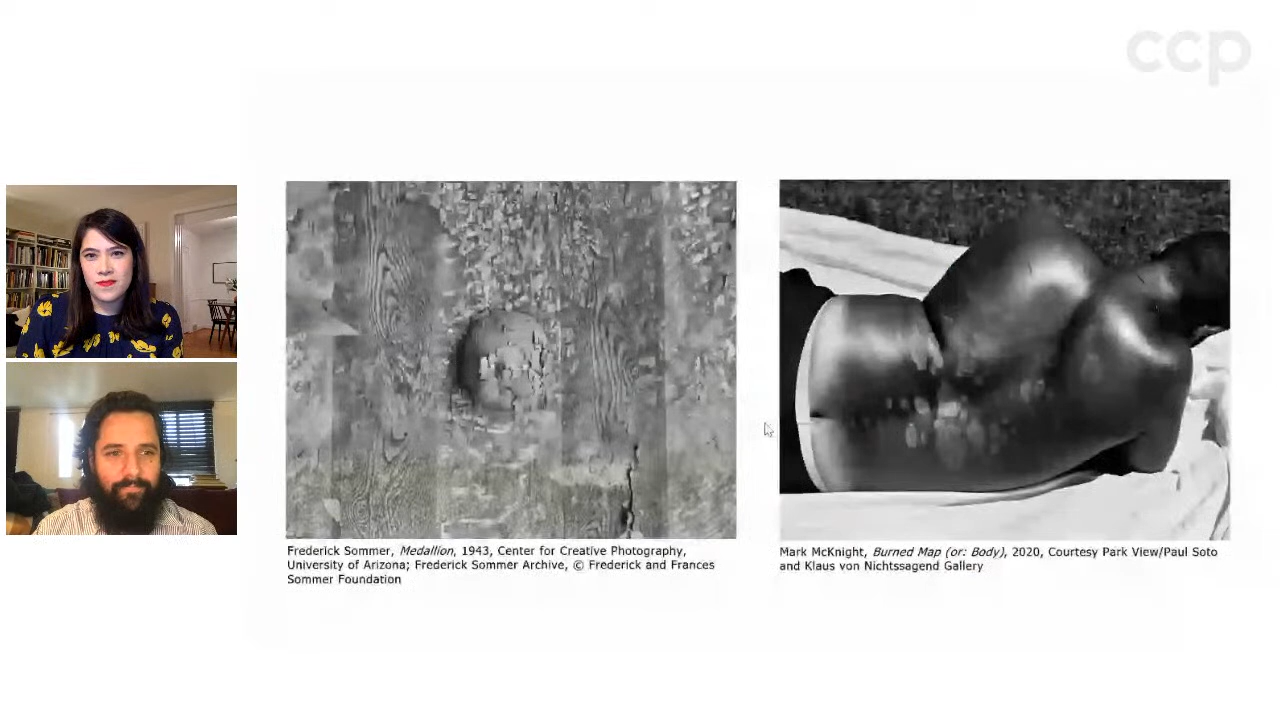 ccp
Frederick Sommer, Medallion, 1943, Center for Creative Photography,
University of Arizona; Frederick Sommer Archive, © Frederick and Frances
Sommer Foundation
Mark McKnight, Burned Map (or: Body), 2020, Courtesy Park View/Paul Soto
and Klaus von Nichtssagend Gallery